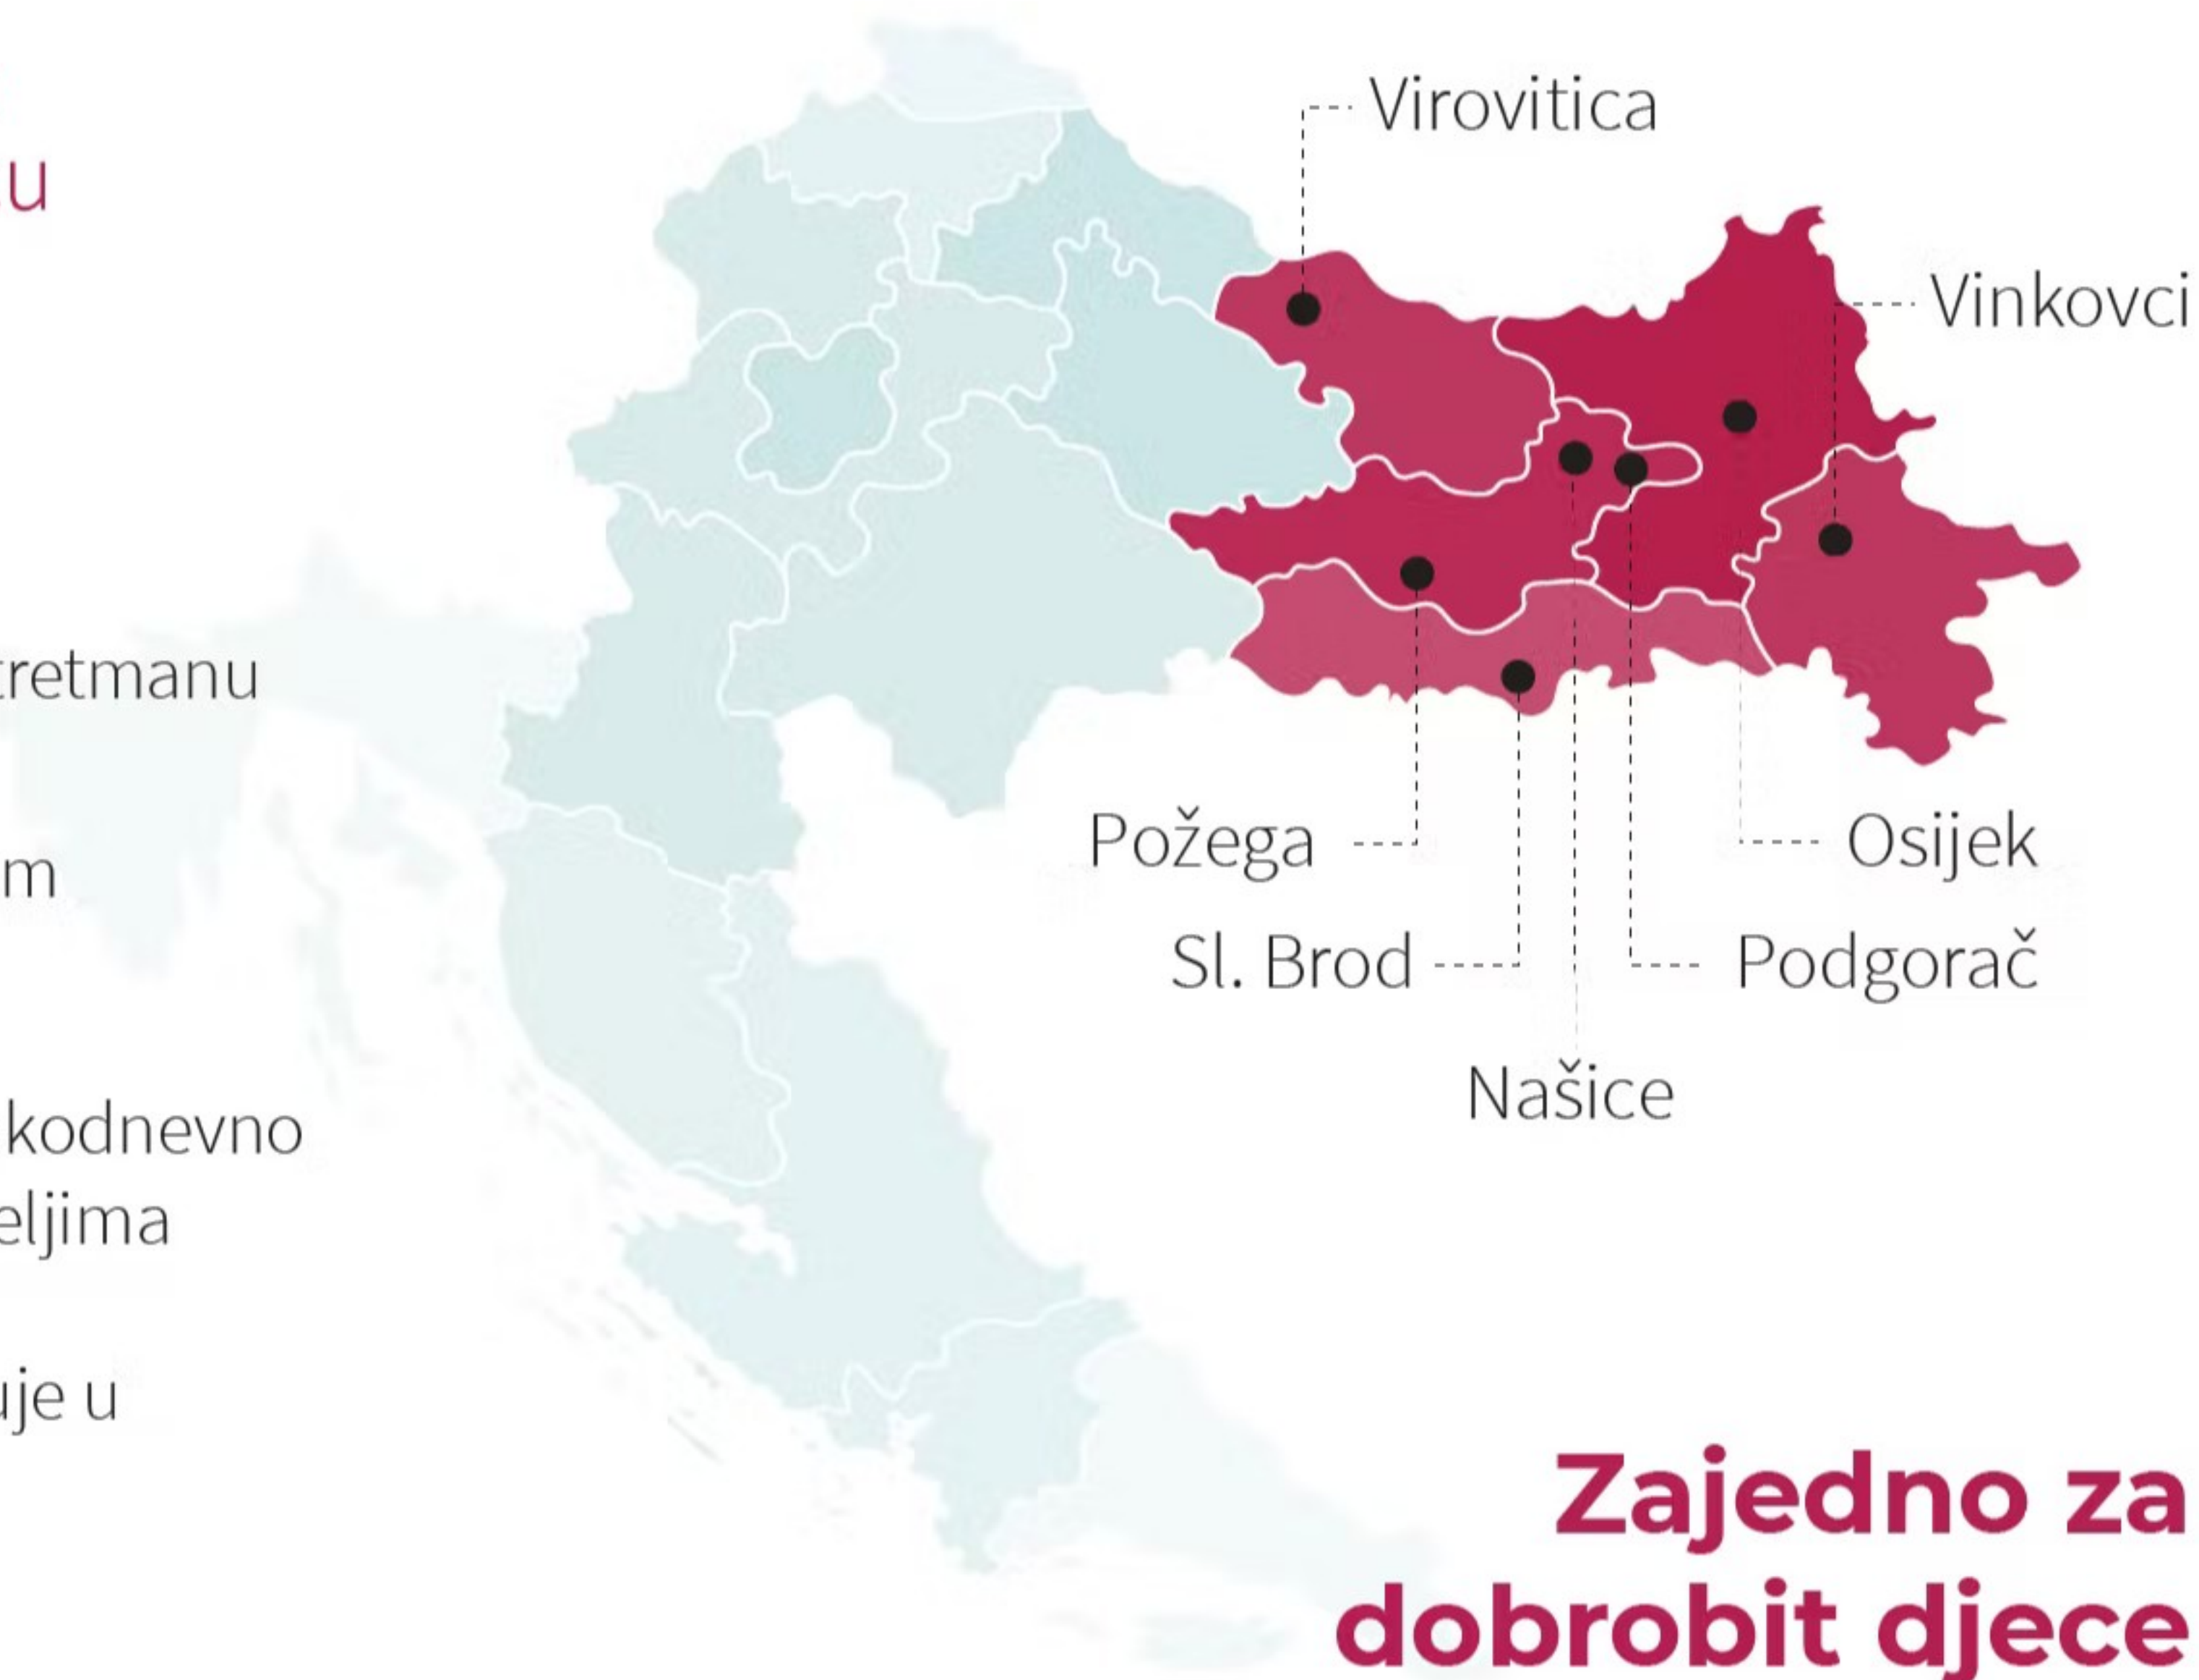 u
tretmanu
m
kodnevno
eljima
uje u
Virovitica
Vinkovci
Požega
Osijek
Sl. Brod
Podgorač
Našice
Zajedno za
dobrobit djece